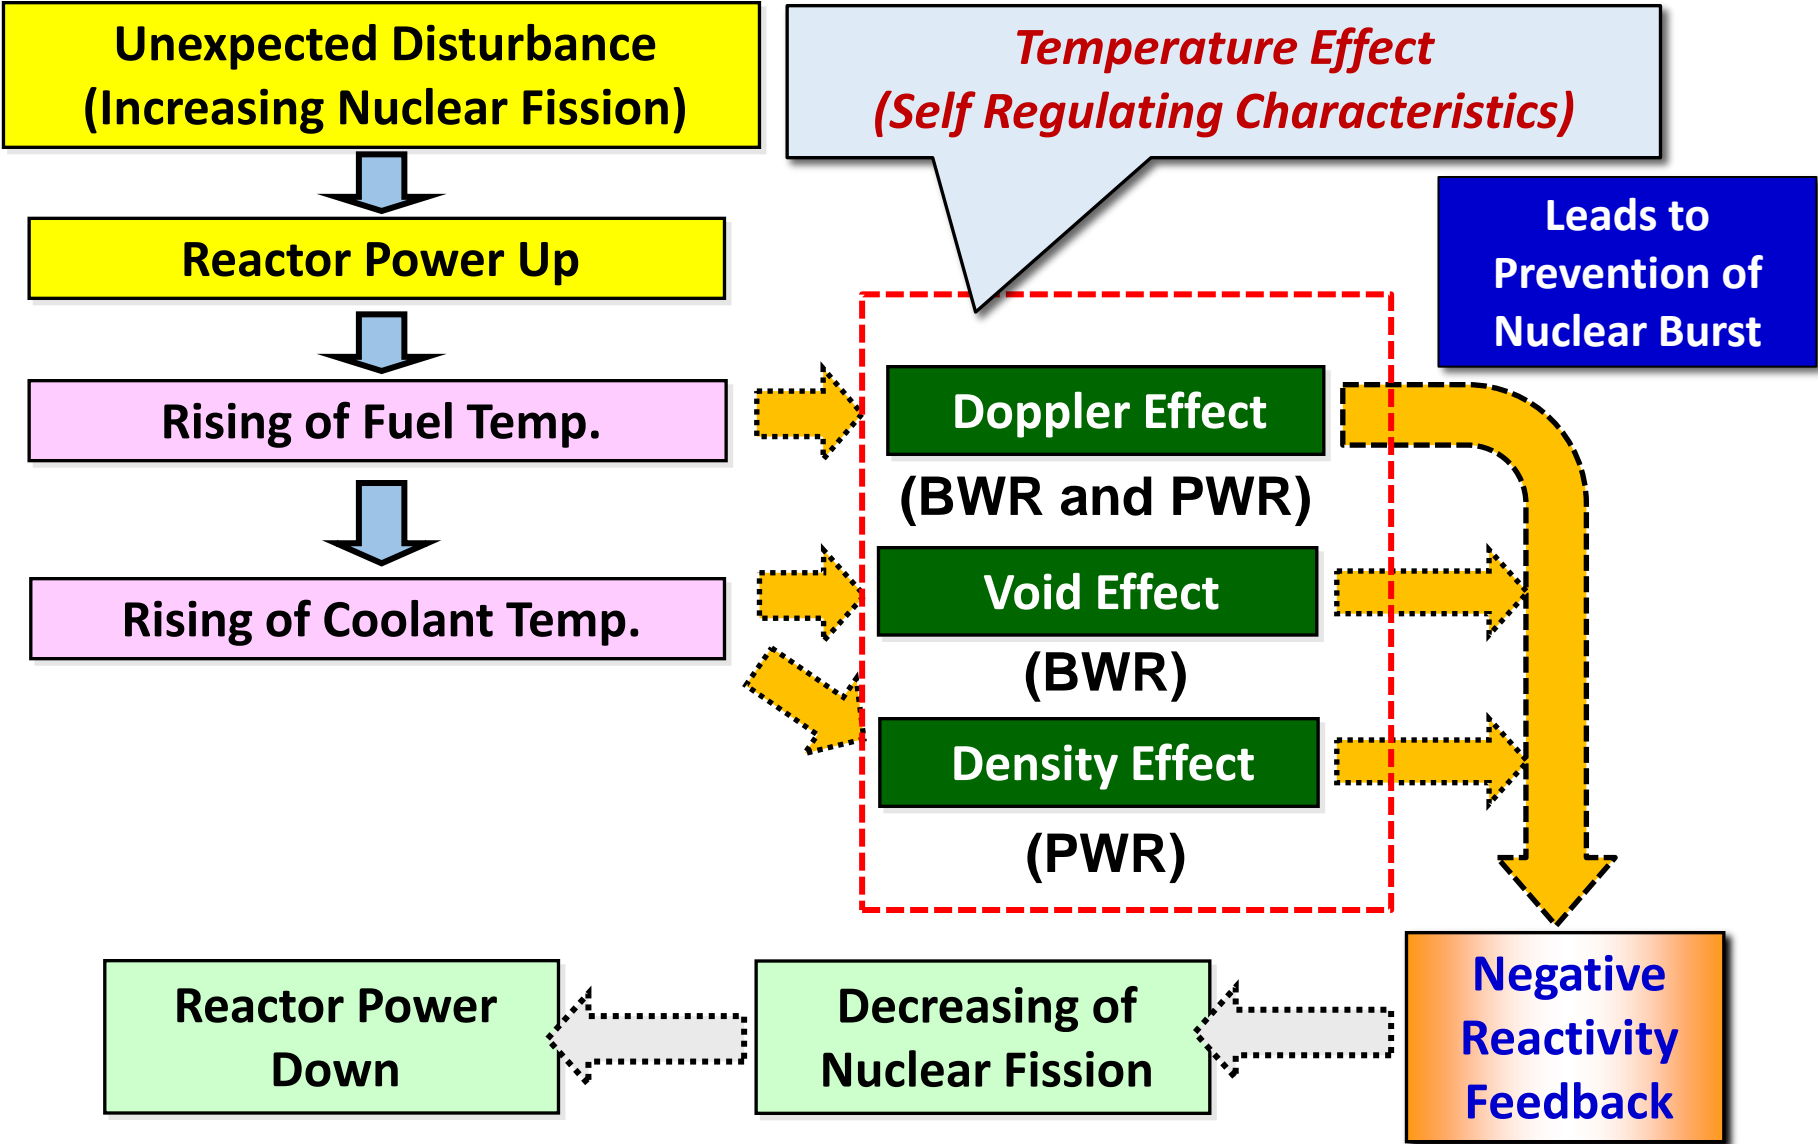 Unexpected Disturbance
(Increasing Nuclear Fission)
Temperature Effect
(Self Regulating Characteristics)
Leads to
Prevention of
Nuclear Burst
Reactor Power Up
Rising of Fuel Temp.
Doppler Effect
(BWR and PWR)
Rising of Coolant Temp.
Void Effect
(BWR)
Density Effect
(PWR)
Negative
Reactivity
Feedback
Decreasing of
Nuclear Fission
Reactor Power
Down